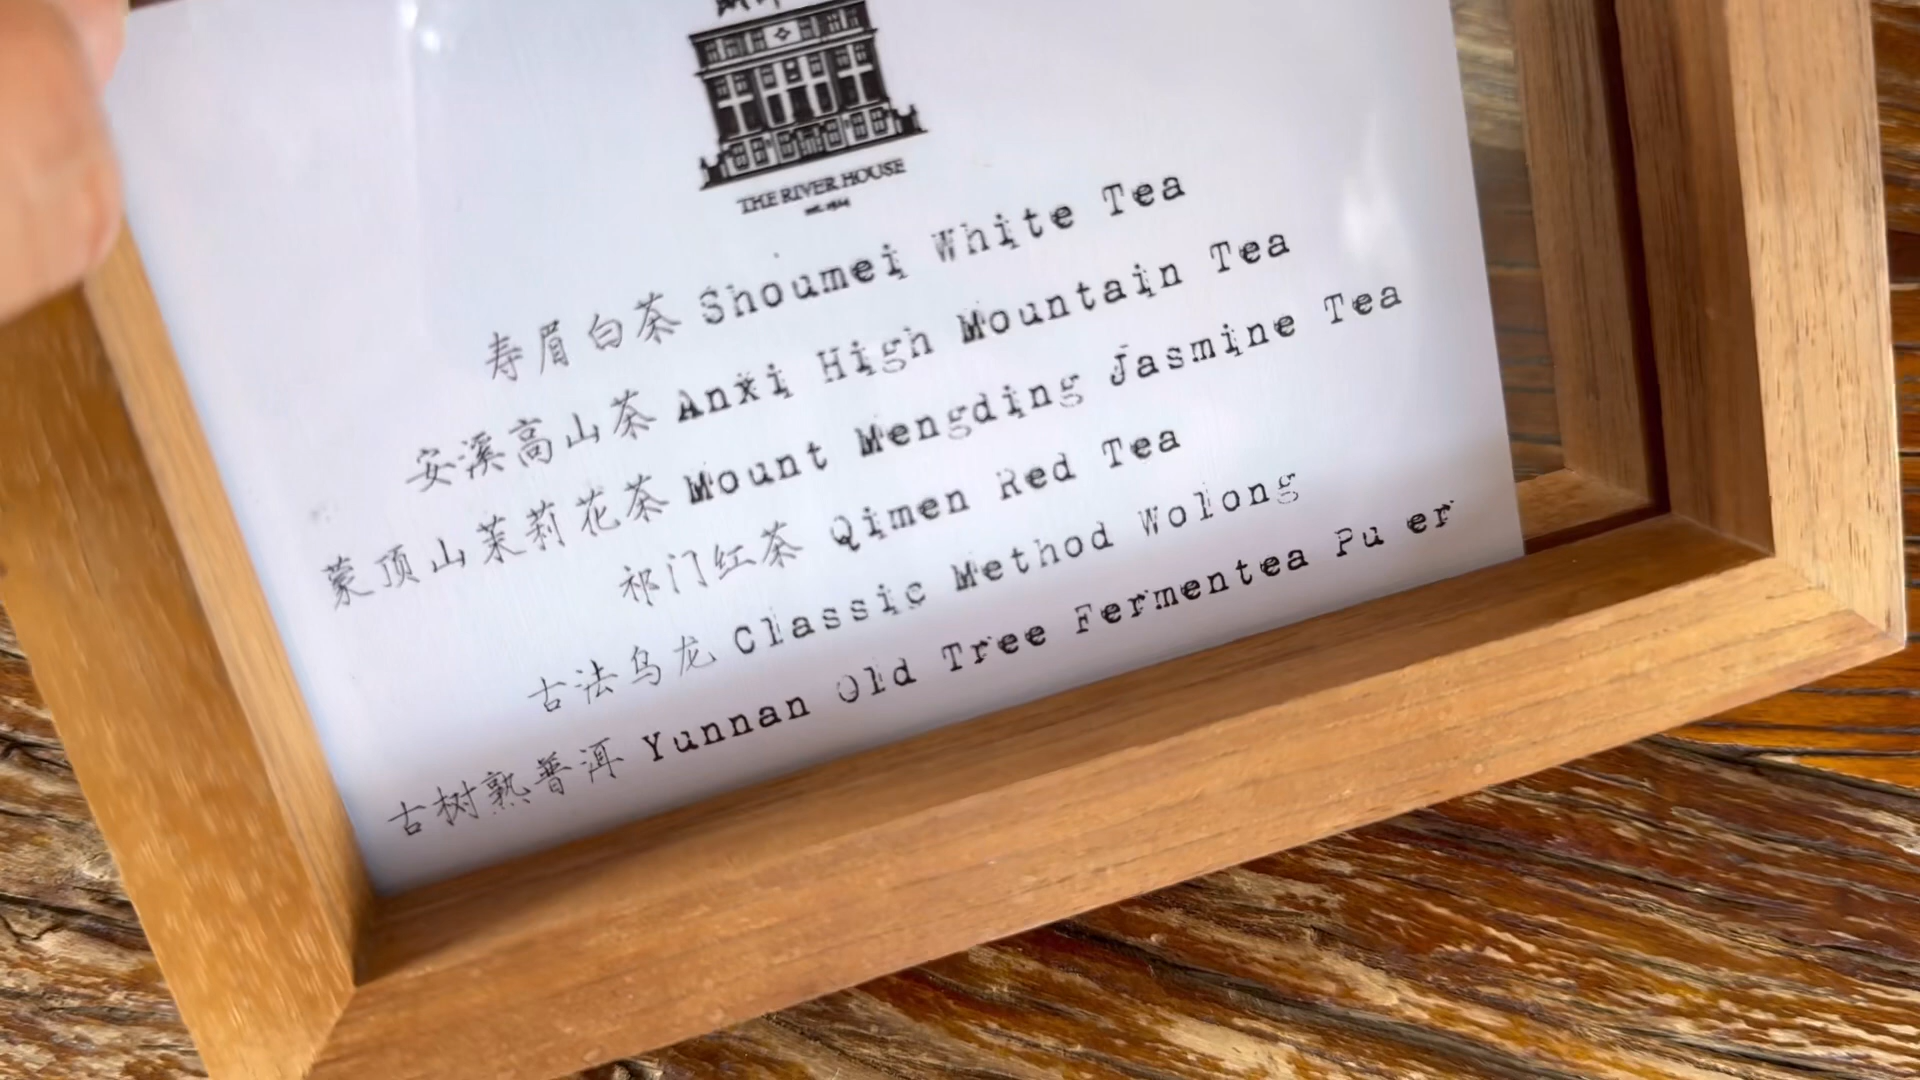 THE RIVER HOUSE
寿眉白茶 Shoumei White Tea
安溪高山茶 Anxi High Mountain Tea
蒙顶山茉莉花茶 Mount Mengding Jasmine Tea
祁门红茶 Qimen Red Tea
古法乌龙 Classic Method Wolong
古树熟普洱 Yunnan Old Tree Fermentea Pu er